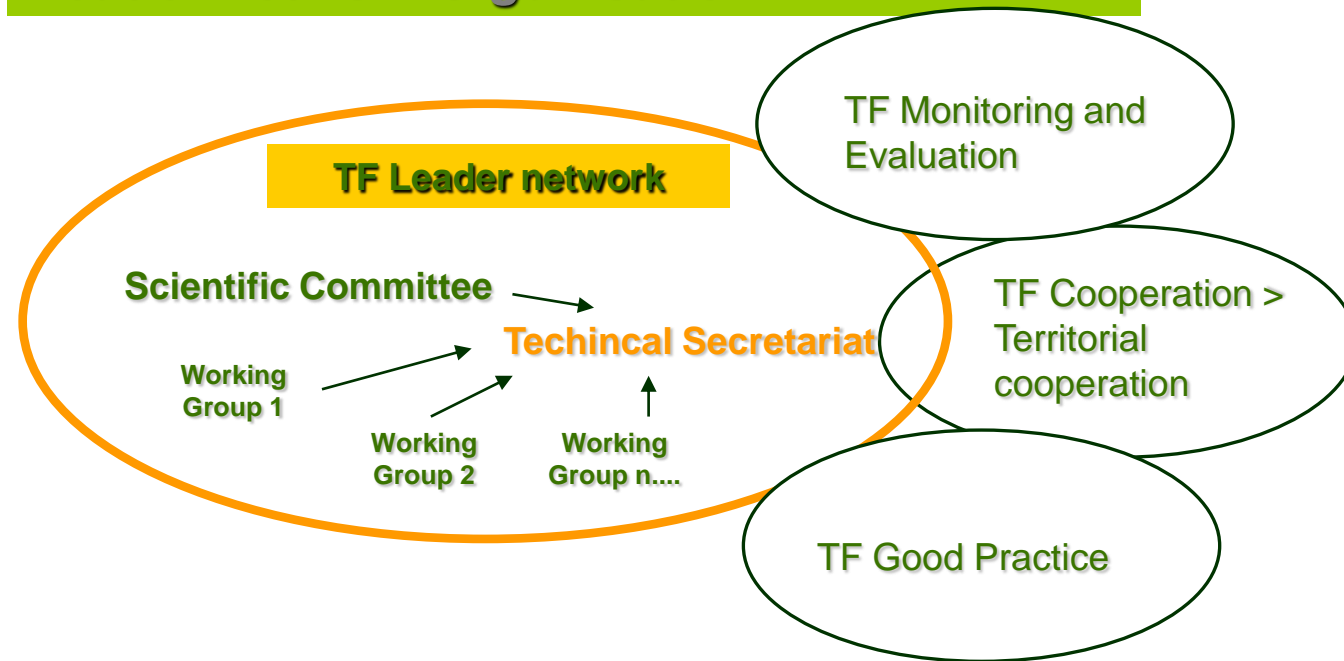 TF Monitoring and
Evaluation
TF Leader network
Scientific Committee
Techincal Secretariat
TF Cooperation >
Territorial
cooperation
Working
Group 1
Working
Group 2
Working
Group n....
TF Good Practice